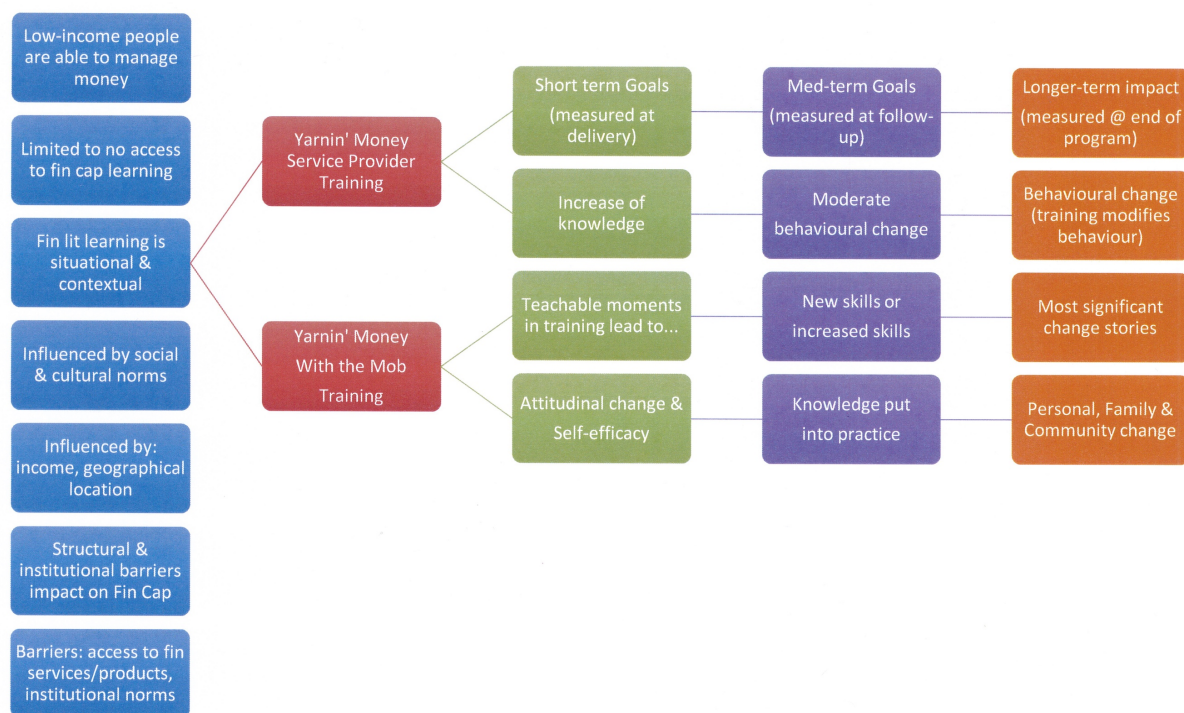 Low-income people
are able to manage
money
Limited to no access
to fin cap learning
Fin lit learning is
situational &
contextual
Influenced by social
& cultural norms
Influenced by:
income, geographical
location
Structural &
institutional barriers
impact on Fin Cap
Barriers: access to fin
services/products,
institutional norms
Yarnin' Money
Service Provider
Training
Yarnin' Money
With the Mob
Training
Short term Goals
(measured at
delivery)
Increase of
knowledge
Teachable moments
in training lead to...
Attitudinal change &
Self-efficacy
Med-term Goals
(measured at follow-
up)
Moderate
behavioural change
New skills or
increased skills
Knowledge put
into practice
Longer-term impact
(measured @ end of
program)
Behavioural change
(training modifies
behaviour)
Most significant
change stories
Personal, Family &
Community change